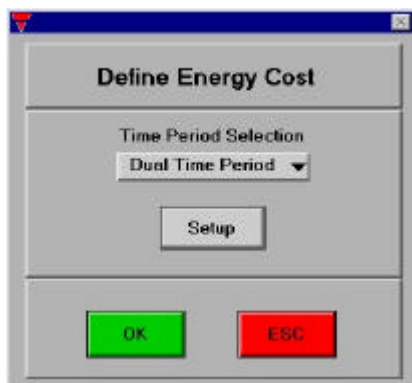 Define Energy Cost
Time Period Selection
Dual Time Period
Setup
OK
ESC